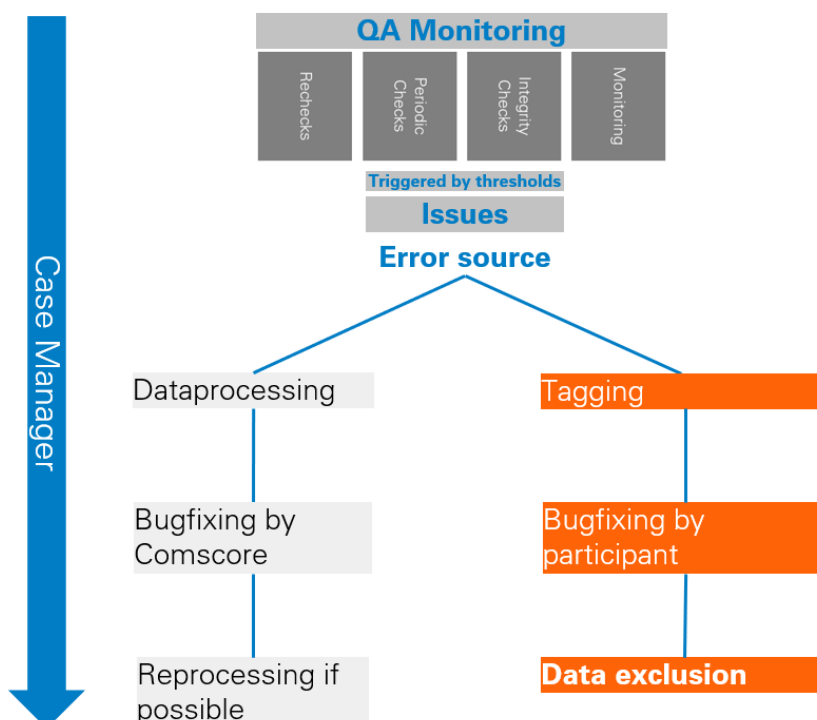 QA Monitoring
Rechecks
Periodic
Checks
Integrity
Checks
Monitoring
Triggered by thresholds
Issues
Error source
Case Manager
Dataprocessing
Tagging
Bugfixing by
Comscore
Bugfixing by
participant
Reprocessing if
possible
Data exclusion